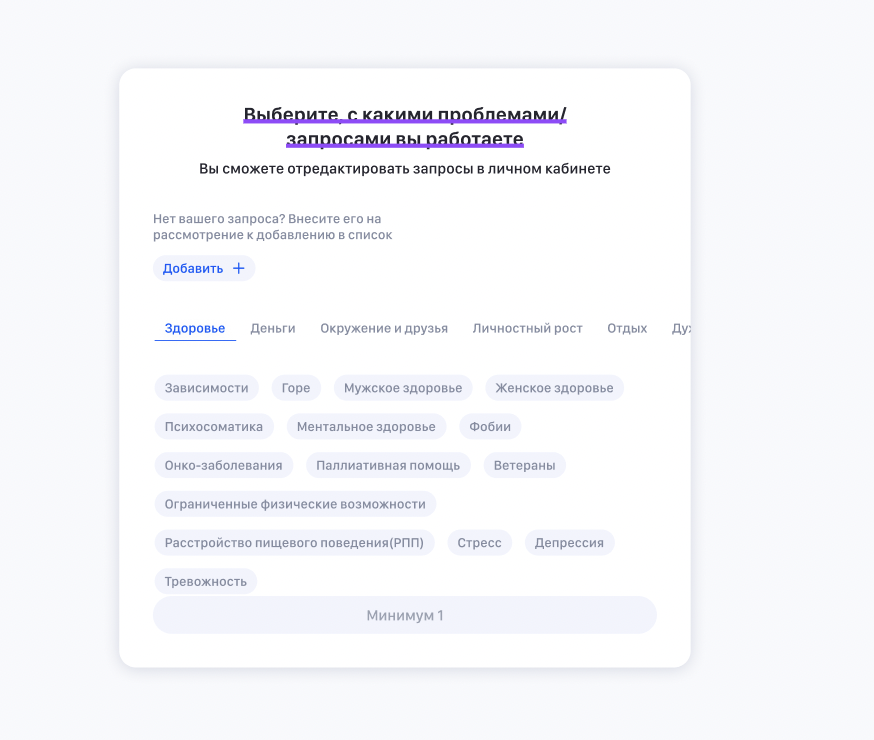 Выберите, с какими проблемами/
запросами вы работаете
Вы сможете отредактировать запросы в личном кабинете
Нет вашего запроса? Внесите его на
рассмотрение к добавлению в список
Добавить +
Здоровье Деньги Окружение и друзья Личностный рост Отдых
Зависимости Горе Мужское здоровье Женское здоровье
Психосоматика Ментальное здоровье Фобии
Онко-заболевания Паллиативная помощь Ветераны
Ограниченные физические возможности
Расстройство пищевого поведения(РПП) Стресс Депрессия
Тревожность
Минимум 1